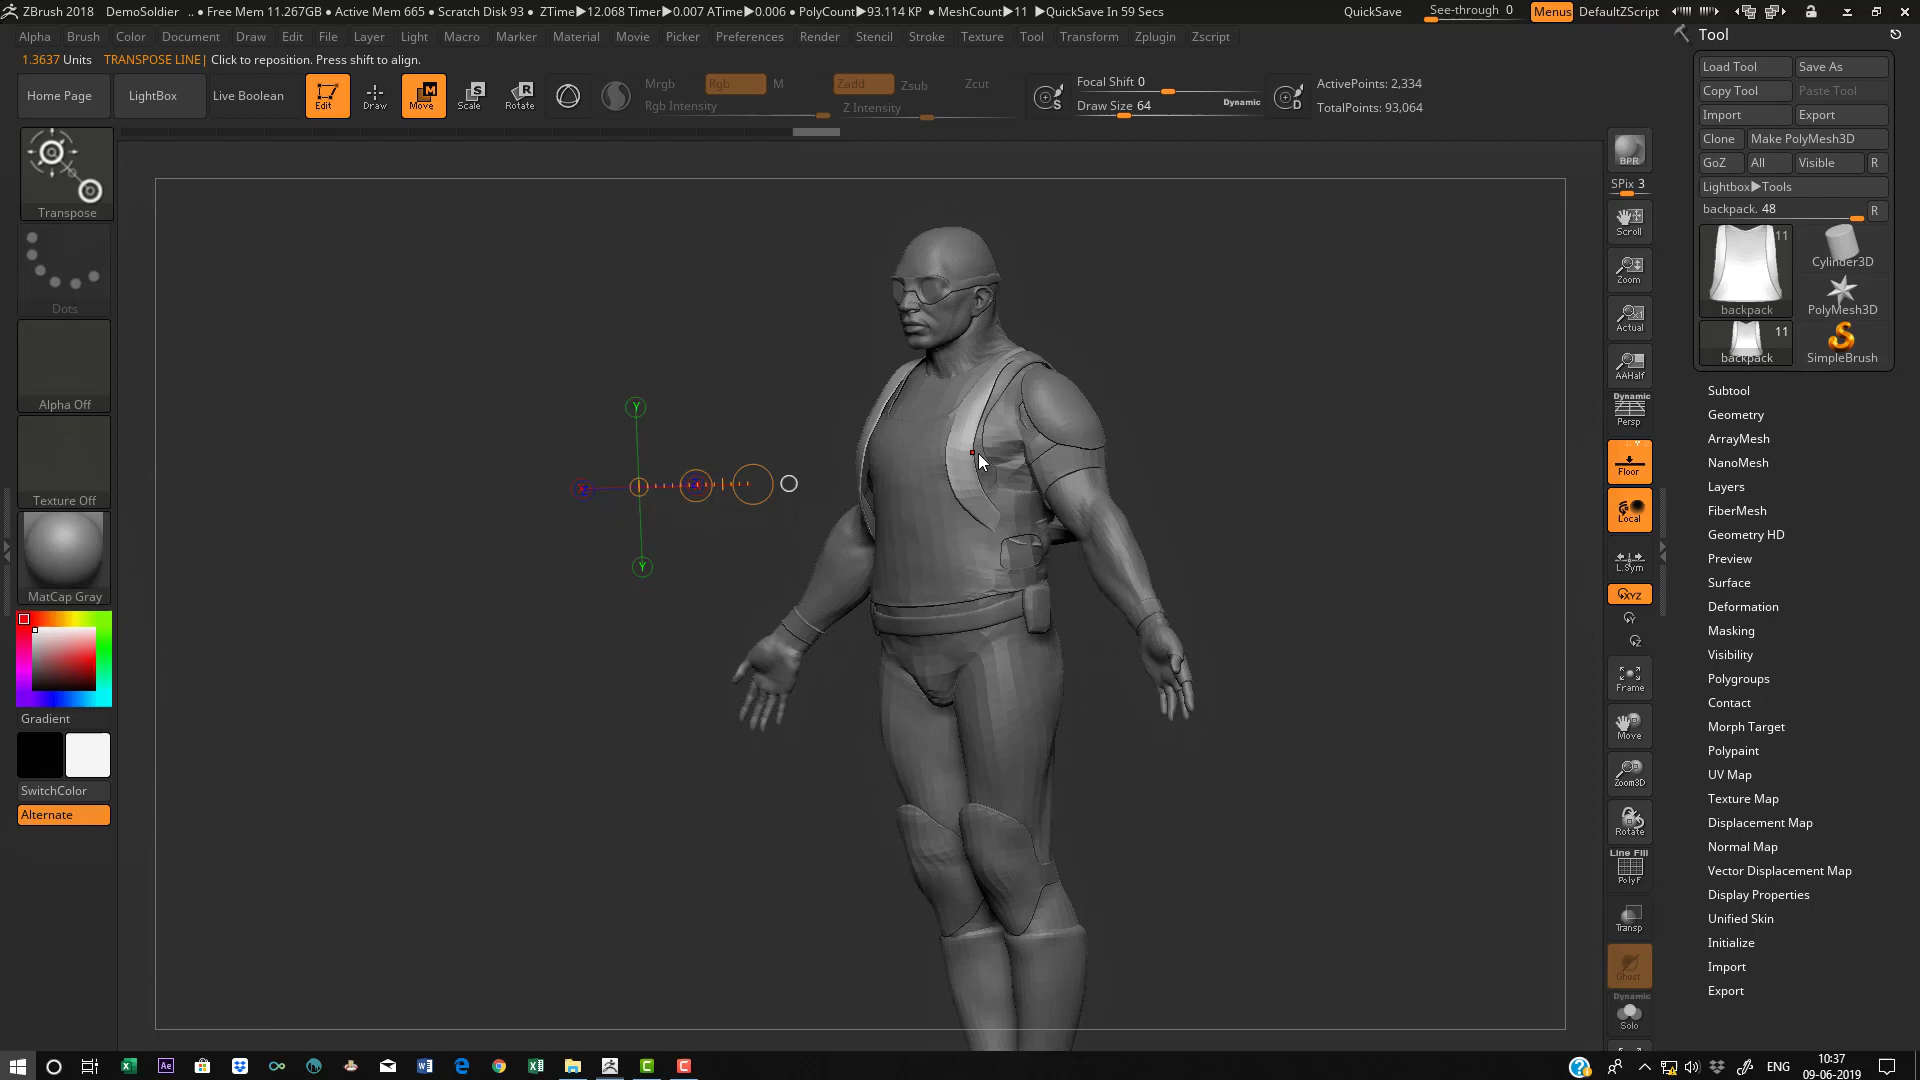 ZBrush 2018 DemoSoldier .. • Free Mem 11.267GB • Active Mem 665 • Scratch Disk 93 • ZTime▶12.068 Timer▶0.007 ATime▶0.006 • PolyCount▶93.114 KP • MeshCount▶11 ▶QuickSave In 59 Secs QuickSave See-through 0 Menus DefaultZScript
Alpha Brush Color Document Draw Edit File Layer Light Macro Marker Material Movie Picker Preferences Render Stencil Stroke Texture Tool Transform Zplugin Zscript
1.3637 Units TRANSPOSE LINE| Click to reposition. Press shift to align.
Home Page LightBox Live Boolean Edit Draw Move Scale Rotate
M S R
Mrgb Rgb M Zadd Zsub Zcut
Rgb Intensity Z Intensity
S Focal Shift 0
Draw Size 64 Dynamic D
ActivePoints: 2,334
TotalPoints: 93,064
Transpose
Dots
Alpha Off
Texture Off
MatCap Gray
Gradient
SwitchColor
Alternate
Y
Y
BPR
SPix 3
Scroll
Zoom
Actual
AAHalf
Dynamic
Persp
Floor
Local
L.Sym
XYZ
Y
Z
Frame
Move
Zoom3D
Rotate
Line Fill
PolyF
Transp
Ghost
Dynamic
Solo
Tool
Load Tool Save As
Copy Tool Paste Tool
Import Export
Clone Make PolyMesh3D
GoZ All Visible R
Lightbox▶Tools
backpack. 48 R
11
backpack
Cylinder3D
PolyMesh3D
11
backpack
SimpleBrush
Subtool
Geometry
ArrayMesh
NanoMesh
Layers
FiberMesh
Geometry HD
Preview
Surface
Deformation
Masking
Visibility
Polygroups
Contact
Morph Target
Polypaint
UV Map
Texture Map
Displacement Map
Normal Map
Vector Displacement Map
Display Properties
Unified Skin
Initialize
Import
Export
Ae
ENG
10:37
09-06-2019